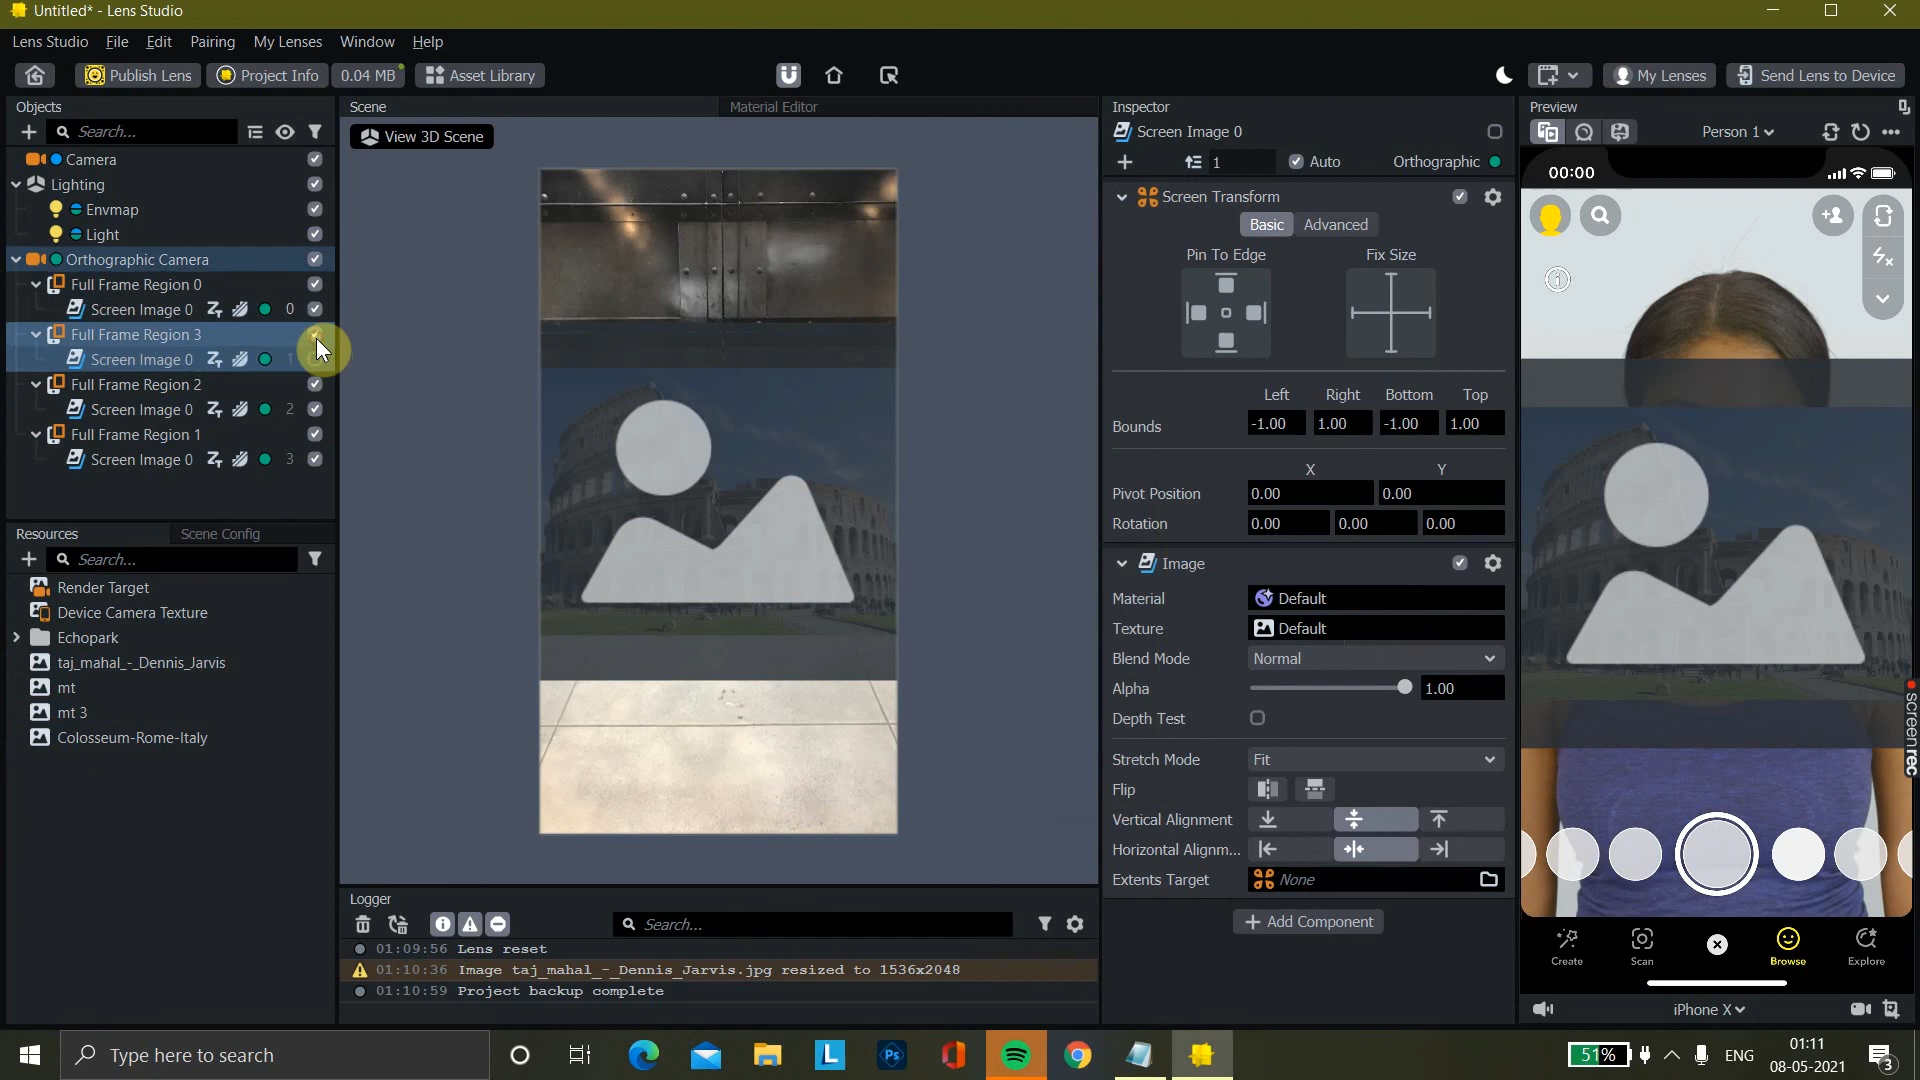 Untitled* - Lens Studio
Lens Studio File Edit Pairing My Lenses Window Help
Publish Lens Project Info 0.04 MB Asset Library My Lenses Send Lens to Device
Objects
Search...
Camera
Lighting
Envmap
Light
Orthographic Camera
Full Frame Region 0
Screen Image 0 0
Full Frame Region 3
Screen Image 0 1
Full Frame Region 2
Screen Image 0 2
Full Frame Region 1
Screen Image 0 3
Resources Scene Config
Search...
Render Target
Device Camera Texture
Echopark
taj_mahal_-_Dennis_Jarvis
mt
mt 3
Colosseum-Rome-Italy
Scene Material Editor
View 3D Scene
Logger
Search...
01:09:56 Lens reset
01:10:36 Image taj_mahal_-_Dennis_Jarvis.jpg resized to 1536x2048
01:10:59 Project backup complete
Inspector
Screen Image 0
1 Auto Orthographic
Screen Transform
Basic Advanced
Pin To Edge Fix Size
Left Right Bottom Top
Bounds -1.00 1.00 -1.00 1.00
X Y
Pivot Position 0.00 0.00
Rotation 0.00 0.00 0.00
Image
Material Default
Texture Default
Blend Mode Normal
Alpha 1.00
Depth Test
Stretch Mode Fit
Flip
Vertical Alignment
Horizontal Alignm...
Extents Target None
Add Component
Preview
Person 1
00:00
screenrec
Create Scan Browse Explore
iPhone X
Type here to search
L Ps
51% ENG 01:11
08-05-2021
3